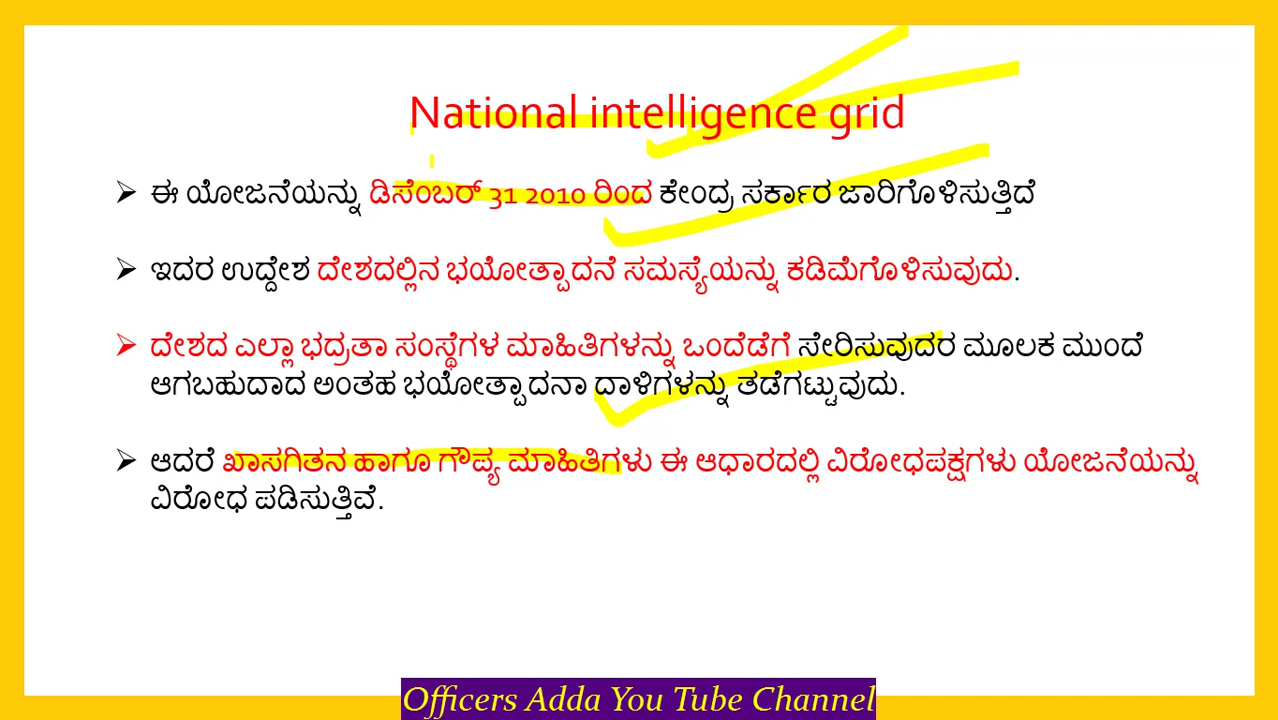 National intelligence grid
➢ ಈ ಯೋಜನೆಯನ್ನು ಡಿಸೆಂಬರ್ 31 2010 ರಿಂದ ಕೇಂದ್ರ ಸರ್ಕಾರ ಜಾರಿಗೊಳಿಸುತ್ತಿದೆ
➢ ಇದರ ಉದ್ದೇಶ ದೇಶದಲ್ಲಿನ ಭಯೋತ್ಪಾದನೆ ಸಮಸ್ಯೆಯನ್ನು ಕಡಿಮೆಗೊಳಿಸುವುದು.
➢ ದೇಶದ ಎಲ್ಲಾ ಭದ್ರತಾ ಸಂಸ್ಥೆಗಳ ಮಾಹಿತಿಗಳನ್ನು ಒಂದೆಡೆಗೆ ಸೇರಿಸುವುದರ ಮೂಲಕ ಮುಂದೆ
ಆಗಬಹುದಾದ ಅಂತಹ ಭಯೋತ್ಪಾದನಾ ದಾಳಿಗಳನ್ನು ತಡೆಗಟ್ಟುವುದು.
➢ ಆದರೆ ಖಾಸಗಿತನ ಹಾಗೂ ಗೌಪ್ಯ ಮಾಹಿತಿಗಳು ಈ ಆಧಾರದಲ್ಲಿ ವಿರೋಧಪಕ್ಷಗಳು ಯೋಜನೆಯನ್ನು
ವಿರೋಧ ಪಡಿಸುತ್ತಿವೆ.
Officers Adda You Tube Channel